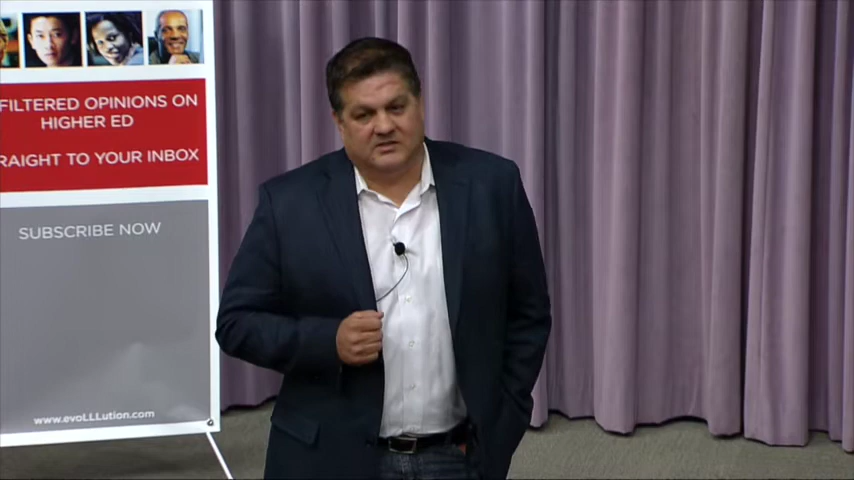 FILTERED OPINIONS ON
HIGHER ED
RAIGHT TO YOUR INBOX
SUBSCRIBE NOW
www.evoLLLution.com